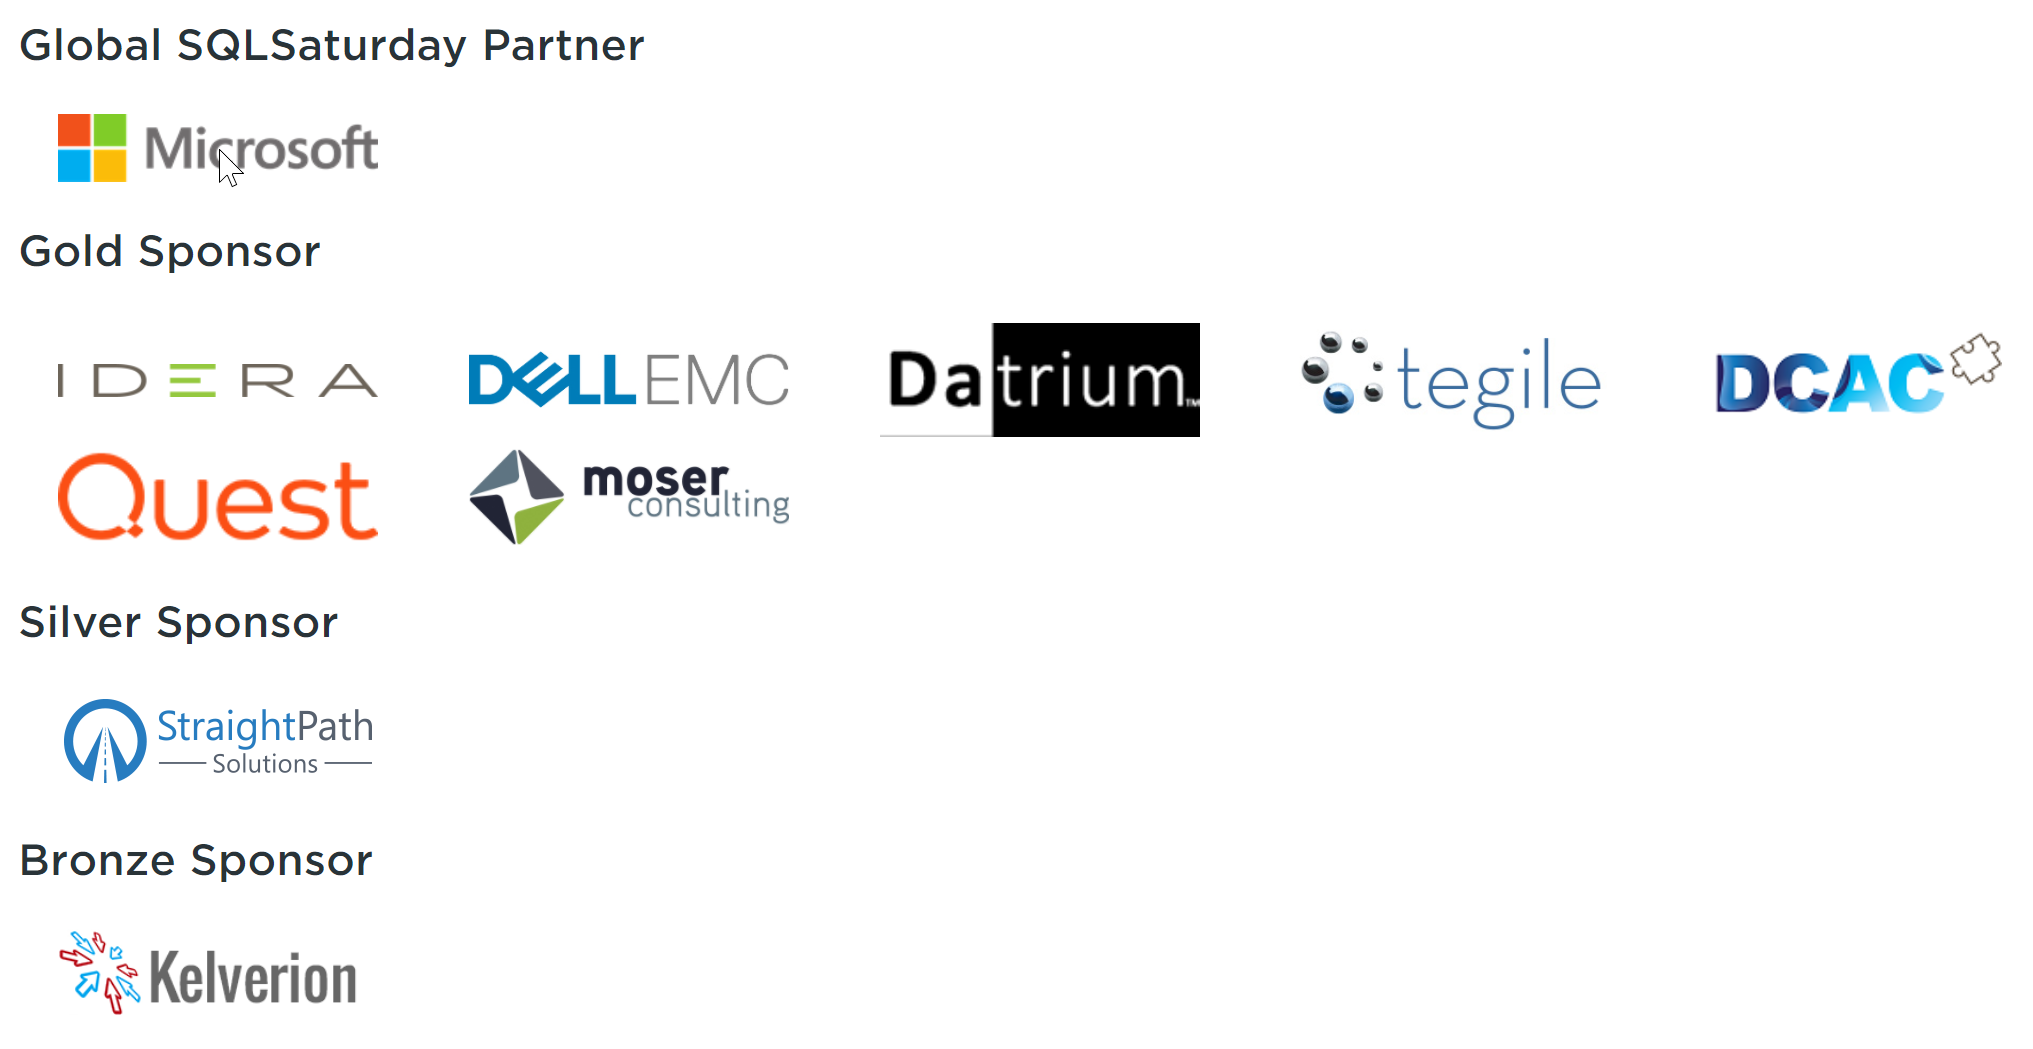 Global SQLSaturday Partner
Microsoft
Gold Sponsor
IDERA
DELL EMC
Datrium™
tegile
DCAC
Quest
moser
consulting
Silver Sponsor
StraightPath
Solutions
Bronze Sponsor
Kelverion